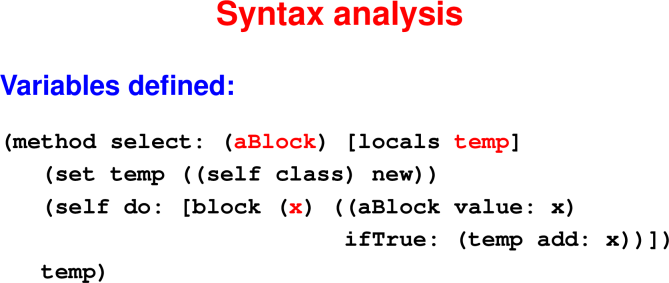 Syntax analysis
Variables defined:
(method select: (aBlock) [locals temp]
(set temp ((self class) new))
(self do: [block (x) ((aBlock value: x)
ifTrue: (temp add: x))])
temp)